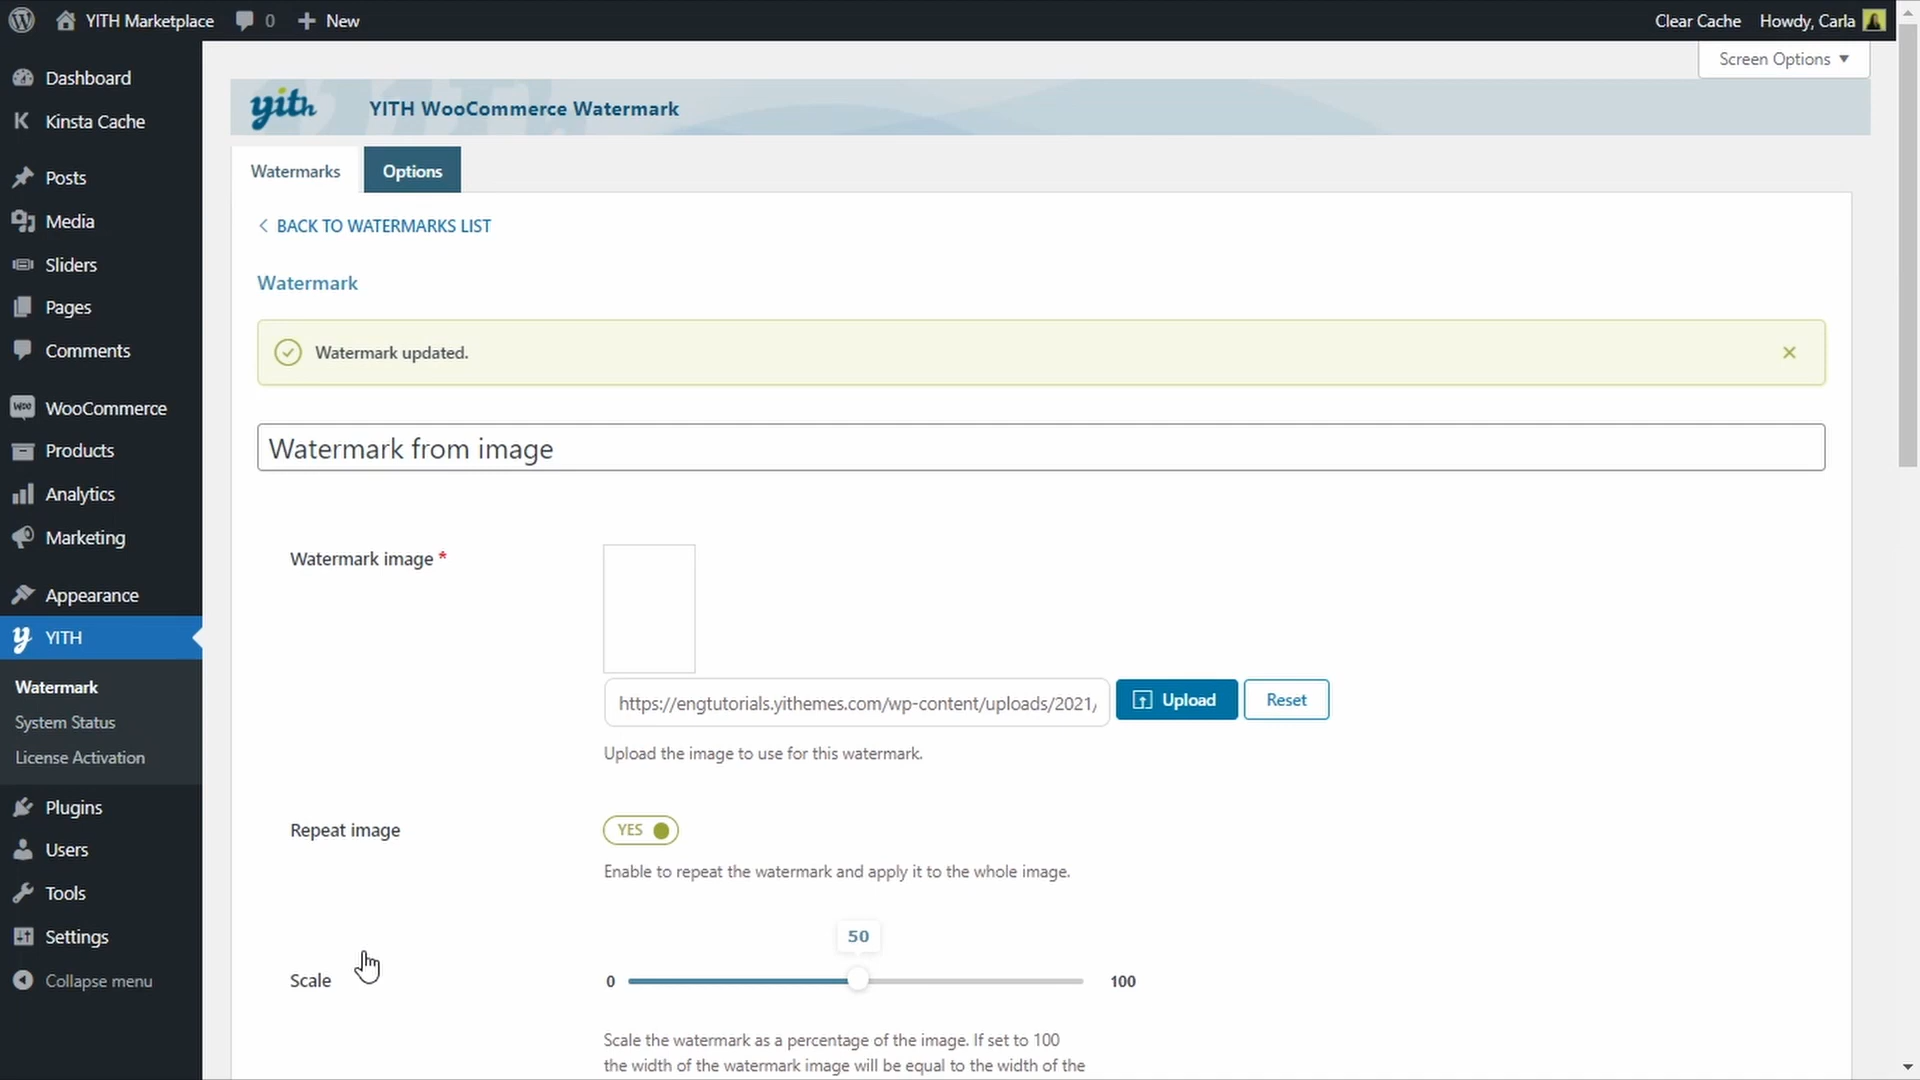 YITH Marketplace 0 New Clear Cache Howdy, Carla
Screen Options
Dashboard
Kinsta Cache
Posts
Media
Sliders
Pages
Comments
WooCommerce
Products
Analytics
Marketing
Appearance
YITH
Watermark
System Status
License Activation
Plugins
Users
Tools
Settings
Collapse menu
yith YITH WooCommerce Watermark
Watermarks Options
BACK TO WATERMARKS LIST
Watermark
Watermark updated.
Watermark from image
Watermark image *
https://engtutorials.yithemes.com/wp-content/uploads/2021/ Upload Reset
Upload the image to use for this watermark.
Repeat image YES
Enable to repeat the watermark and apply it to the whole image.
50
Scale 0 100
Scale the watermark as a percentage of the image. If set to 100
the width of the watermark image will be equal to the width of the